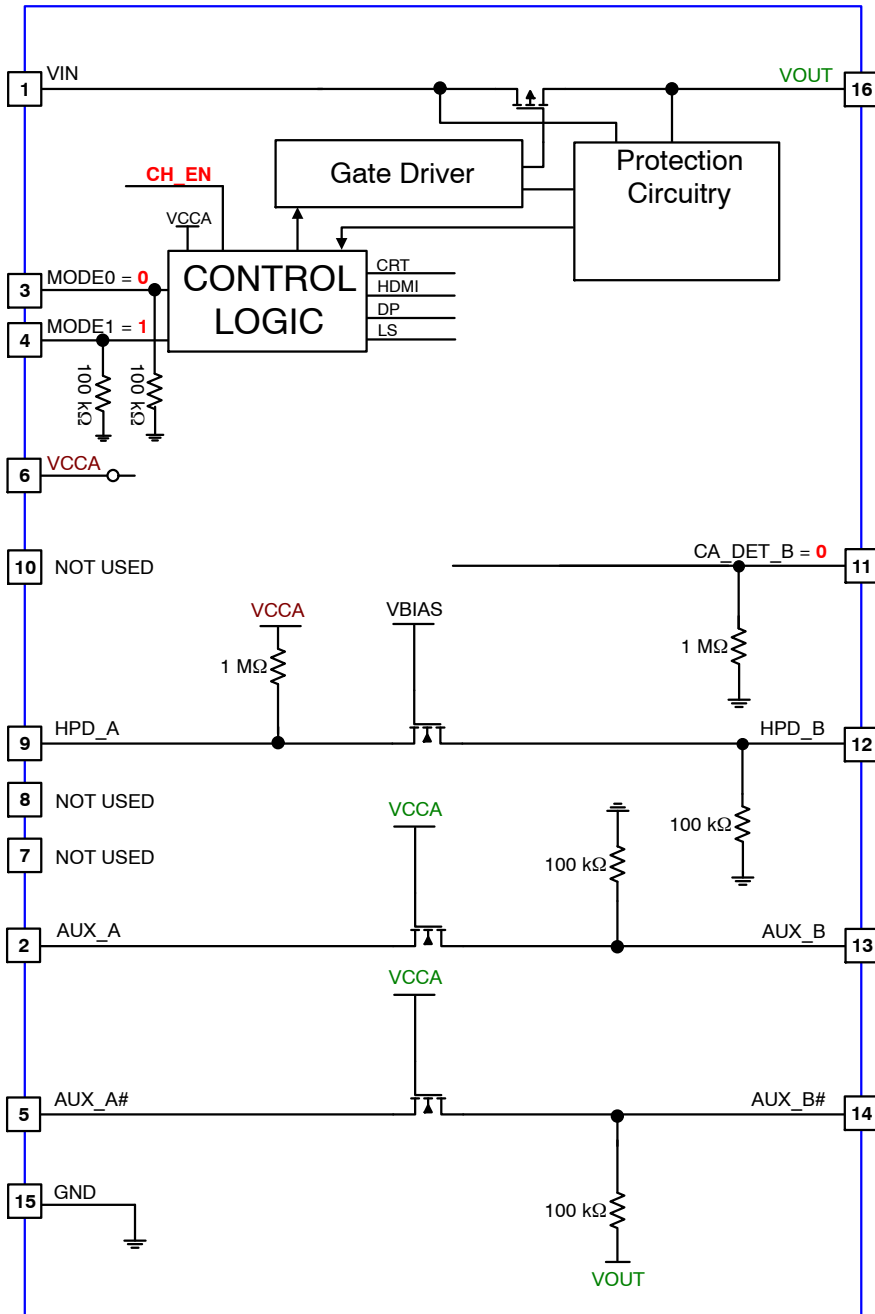 1 VIN
VOUT 16
Gate Driver
Protection
Circuitry
CH_EN
VCCA
CONTROL
LOGIC
CRT
HDMI
DP
LS
3 MODE0 = 0
4 MODE1 = 1
100 kΩ
100 kΩ
6 VCCA
10 NOT USED
CA_DET_B = 0 11
VCCA
VBIAS
1 MΩ
1 MΩ
9 HPD_A
HPD_B 12
8 NOT USED
VCCA
100 kΩ
7 NOT USED
100 kΩ
2 AUX_A
AUX_B 13
VCCA
5 AUX_A#
AUX_B# 14
15 GND
100 kΩ
VOUT